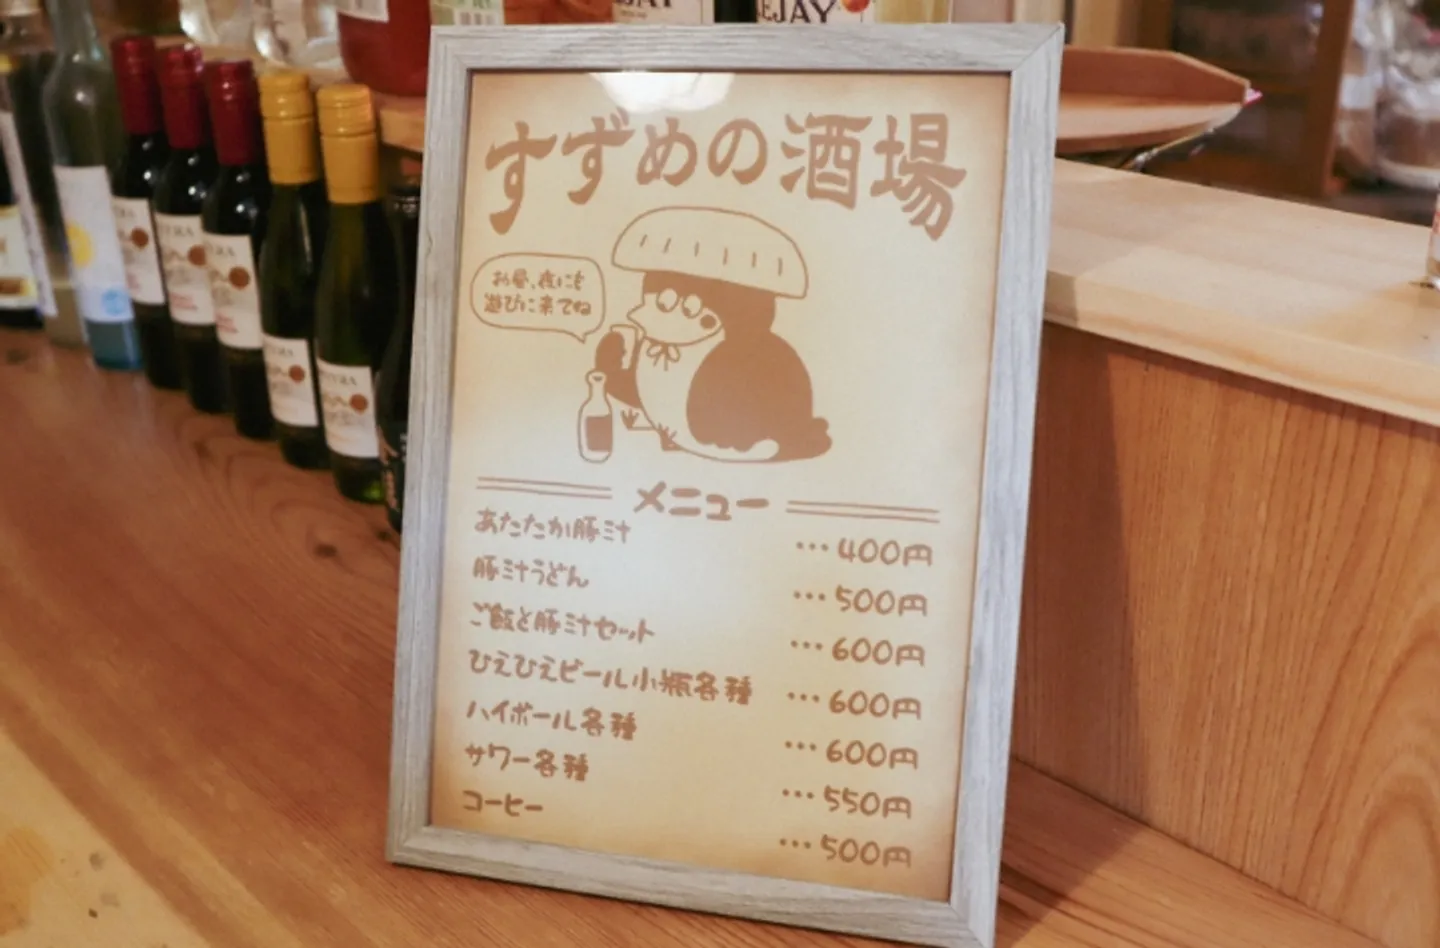 EJAY
すずめの酒場
お昼、夜にも
遊びに来てね
メニュー
あたたか豚汁 …400円
豚汁うどん …500円
ご飯と豚汁セット …600円
ひえひえビール小瓶各種 …600円
ハイボール各種 …600円
サワー各種 …550円
コーヒー …500円